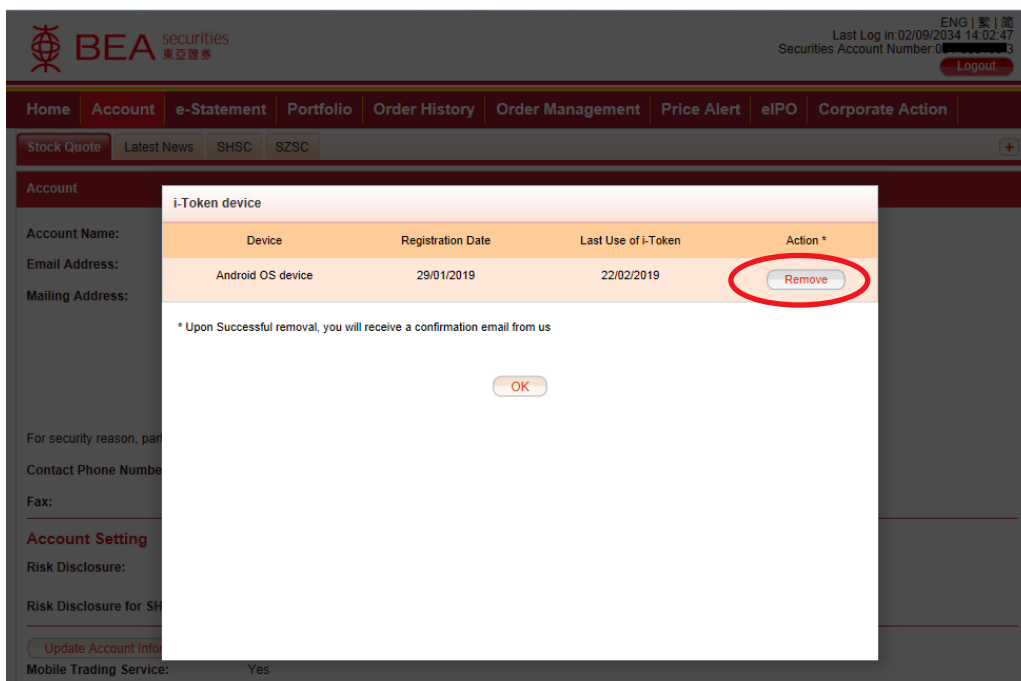 ENG | 繁 | 简
BEA securities
東亞證券
Last Log in:02/09/2034 14:02:47
Securities Account Number:0 3
Logout
Home Account e-Statement Portfolio Order History Order Management Price Alert eIPO Corporate Action
Stock Quote Latest News SHSC SZSC +
Account
i-Token device
Account Name:
Device Registration Date Last Use of i-Token Action *
Email Address:
Android OS device 29/01/2019 22/02/2019 Remove
Mailing Address:
* Upon Successful removal, you will receive a confirmation email from us
OK
For security reason,
Contact Phone
Fax:
Account Setting
Risk Disclosure:
Risk Disclosure for
Update Account
Mobile Trading Service: Yes